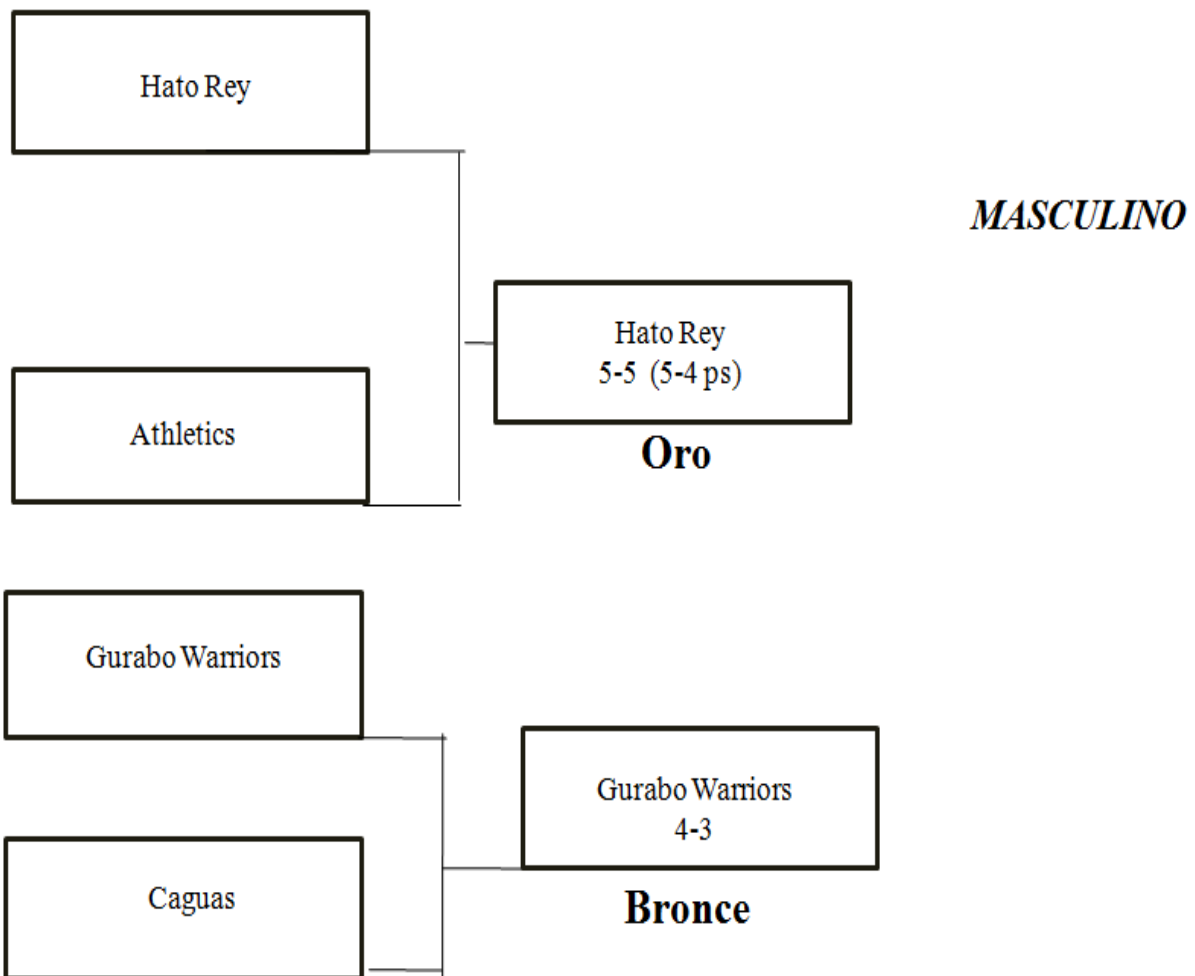 Hato Rey
MASCULINO
Hato Rey
5-5 (5-4 ps)
Oro
Athletics
Gurabo Warriors
Gurabo Warriors
4-3
Bronce
Caguas